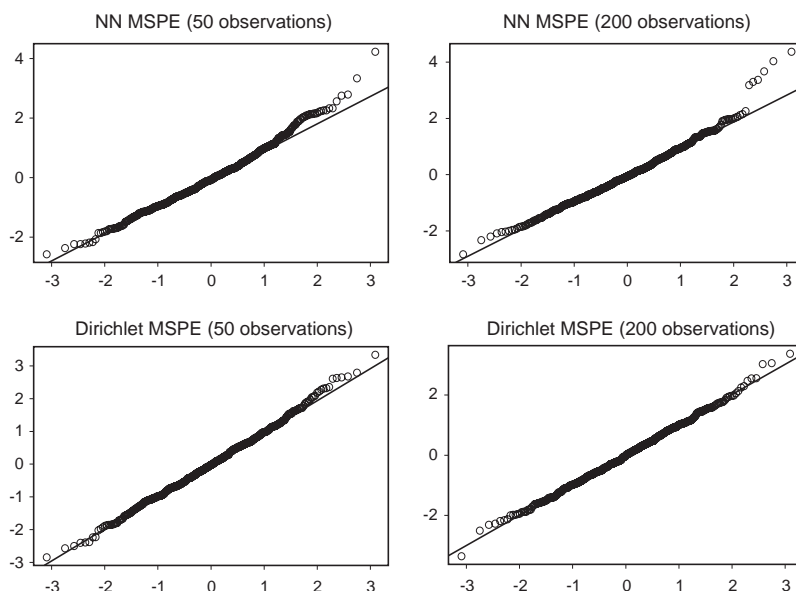 NN MSPE (50 observations)
4
2
0
-2
-3 -2 -1 0 1 2 3
NN MSPE (200 observations)
4
2
0
-2
-3 -2 -1 0 1 2 3
Dirichlet MSPE (50 observations)
3
2
1
0
-1
-2
-3
-3 -2 -1 0 1 2 3
Dirichlet MSPE (200 observations)
2
0
-2
-3 -2 -1 0 1 2 3